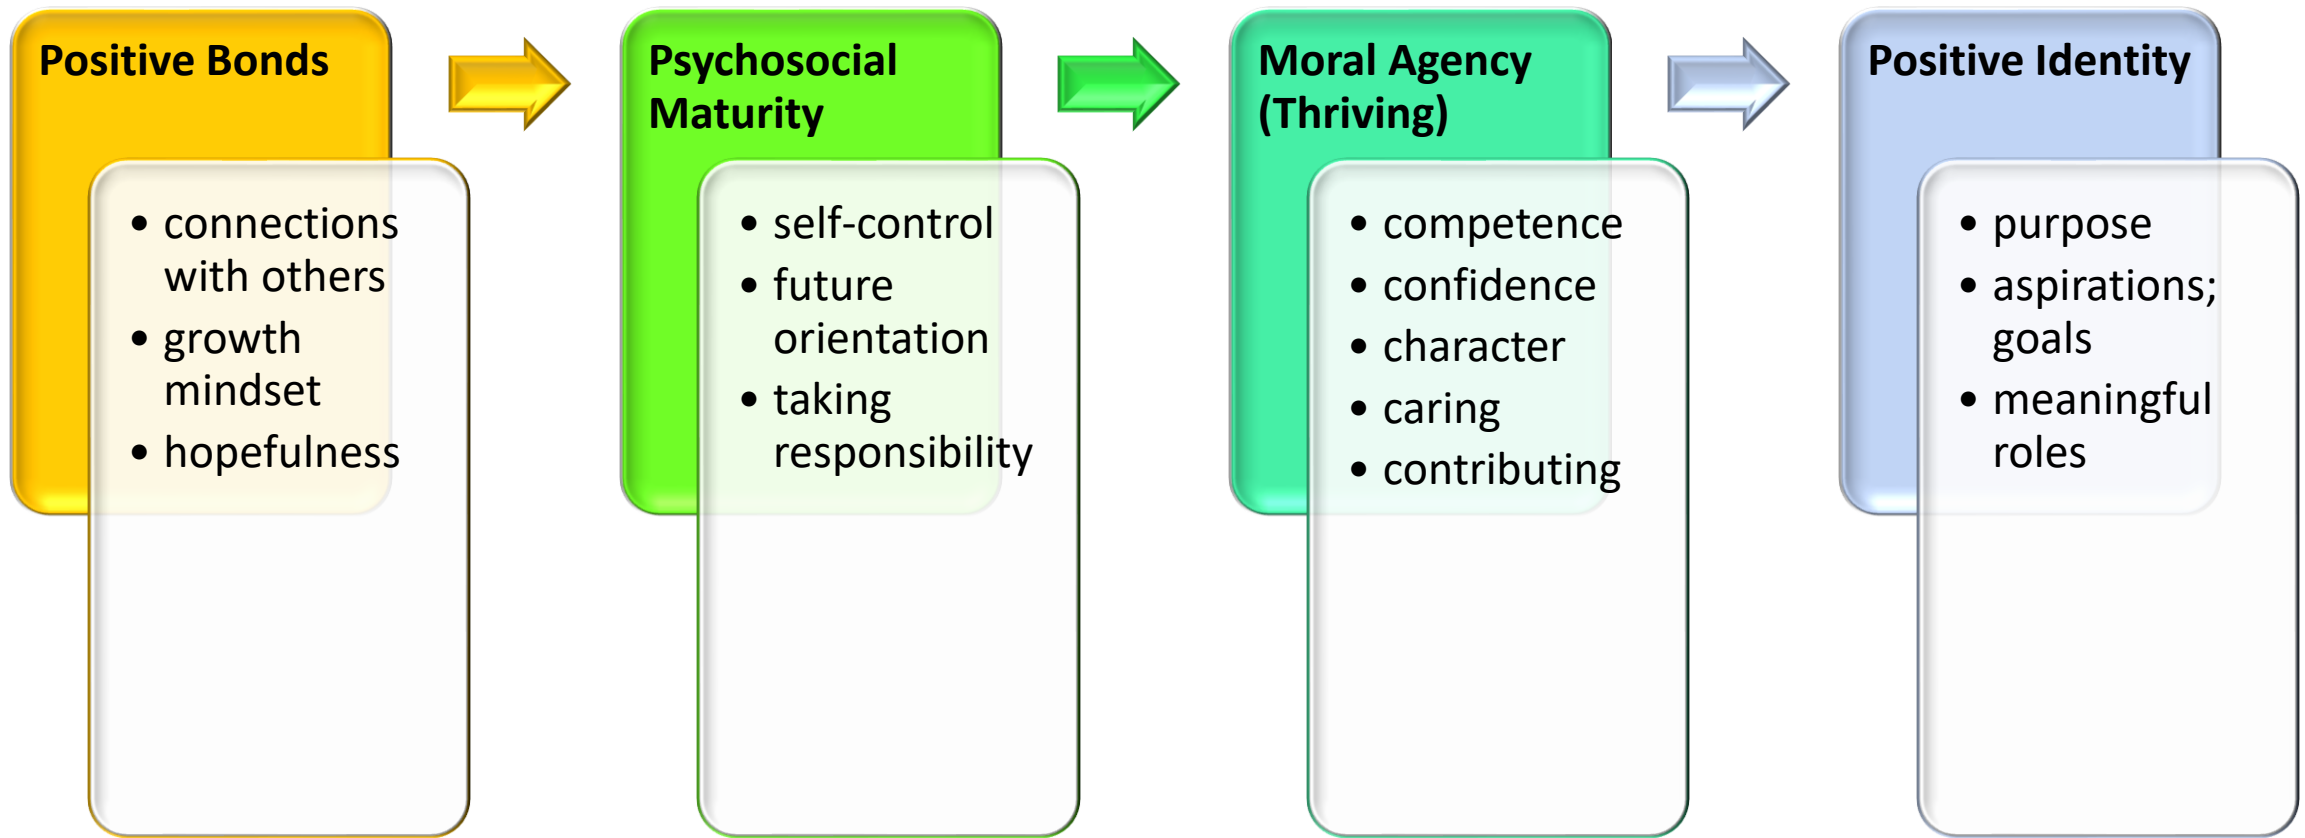 Positive Bonds
• connections
with others
• growth
mindset
• hopefulness
Psychosocial
Maturity
• self-control
• future
orientation
• taking
responsibility
Moral Agency
(Thriving)
• competence
• confidence
• character
• caring
• contributing
Positive Identity
• purpose
• aspirations;
goals
• meaningful
roles